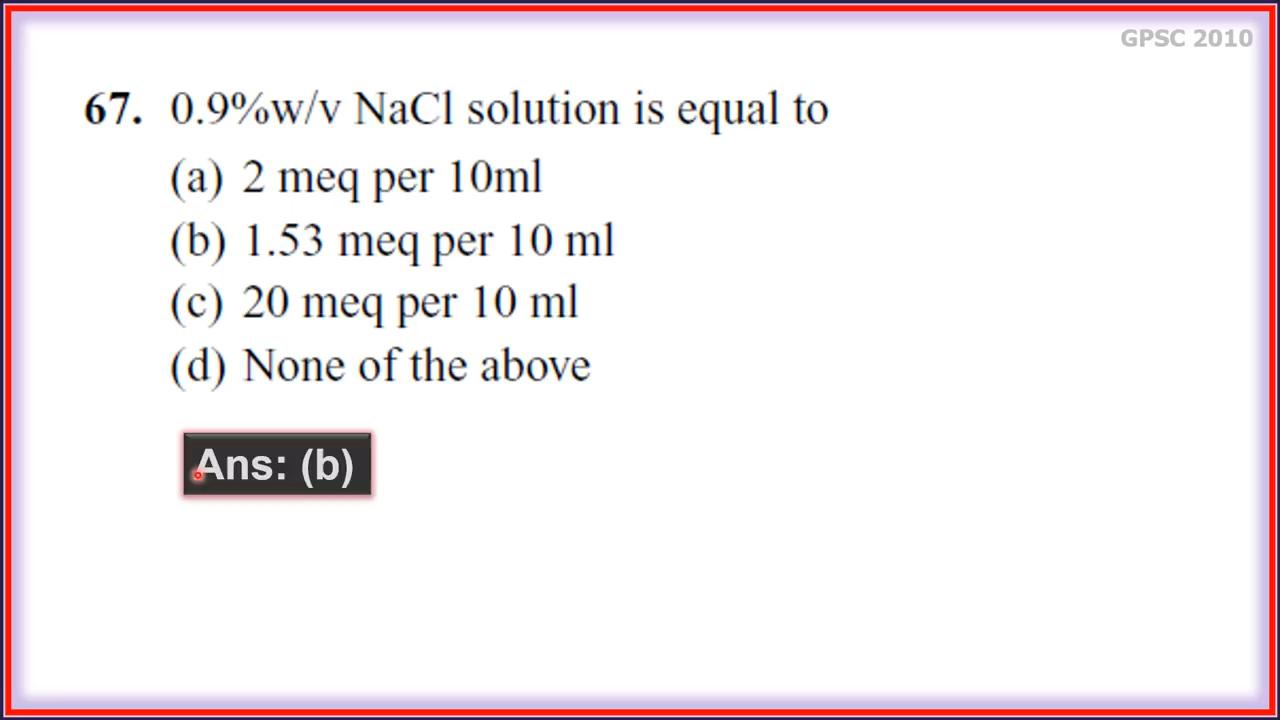 GPSC 2010
67. 0.9%w/v NaCl solution is equal to
(a) 2 meq per 10ml
(b) 1.53 meq per 10 ml
(c) 20 meq per 10 ml
(d) None of the above
Ans: (b)